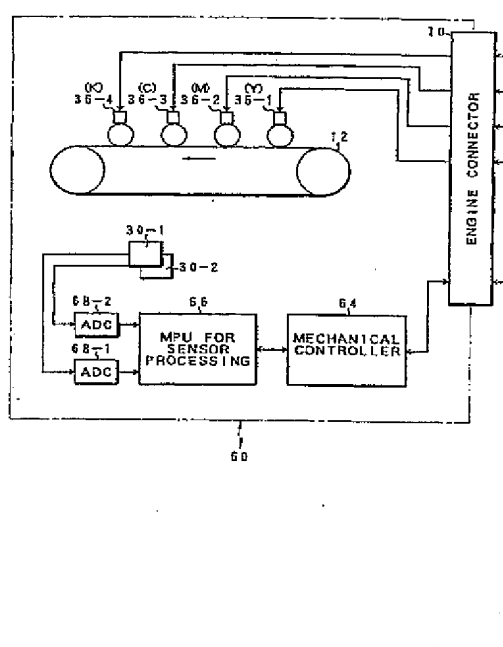 70
(K) (C) (M) (Y)
36-4 36-3 36-2 36-1
12
ENGINE CONNECTOR
30-1
30-2
68-2
ADC
68-1
ADC
66
MPU FOR
SENSOR
PROCESSING
64
MECHANICAL
CONTROLLER
60